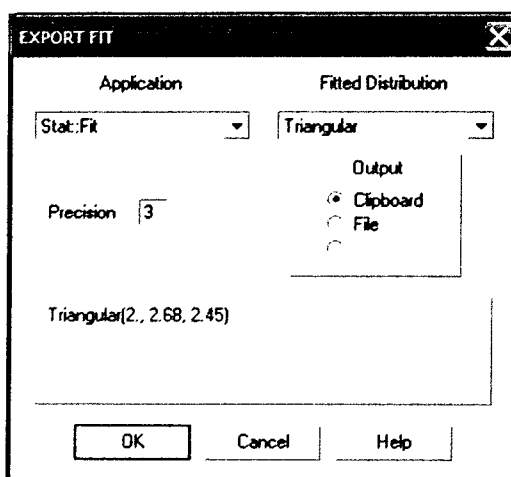 EXPORT FIT
Application Fitted Distribution
Stat::Fit Triangular
Output
Precision 3
Clipboard
File
Triangular(2., 2.68, 2.45)
OK Cancel Help